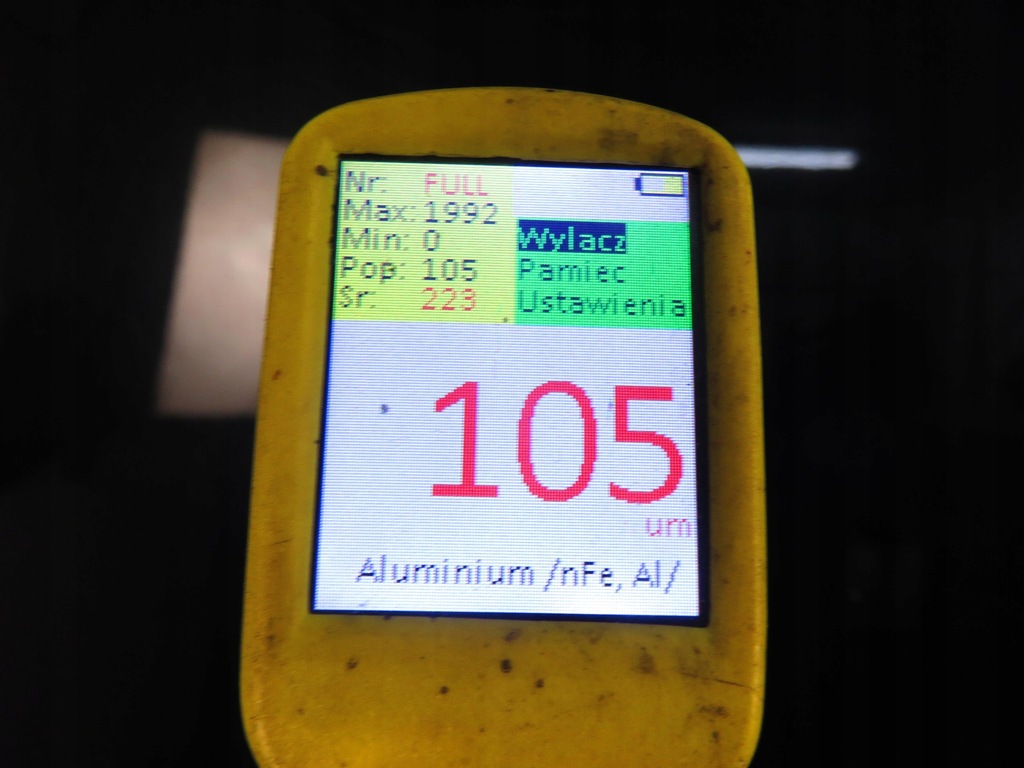 Nr: FULL
Max: 1992
Min: 0
Pop: 105
Sr: 223
Wylacz
Pamiec
Ustawienia
105
um
Aluminium /nFe, Al/